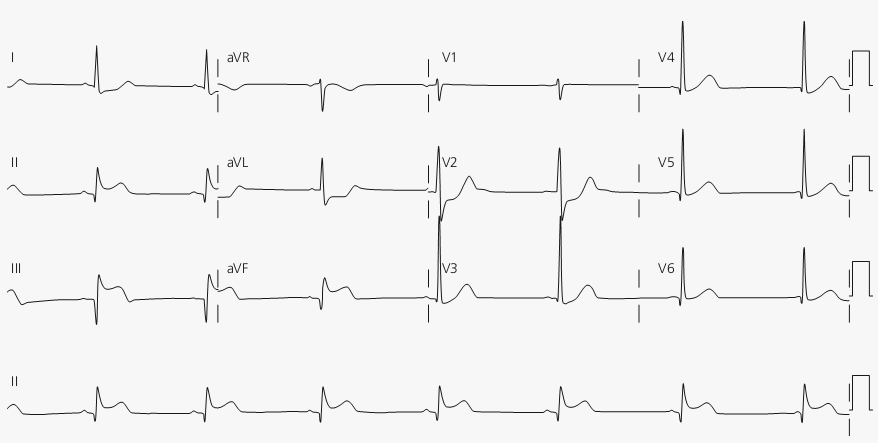 I aVR V1 V4
II aVL V2 V5
III aVF V3 V6
II